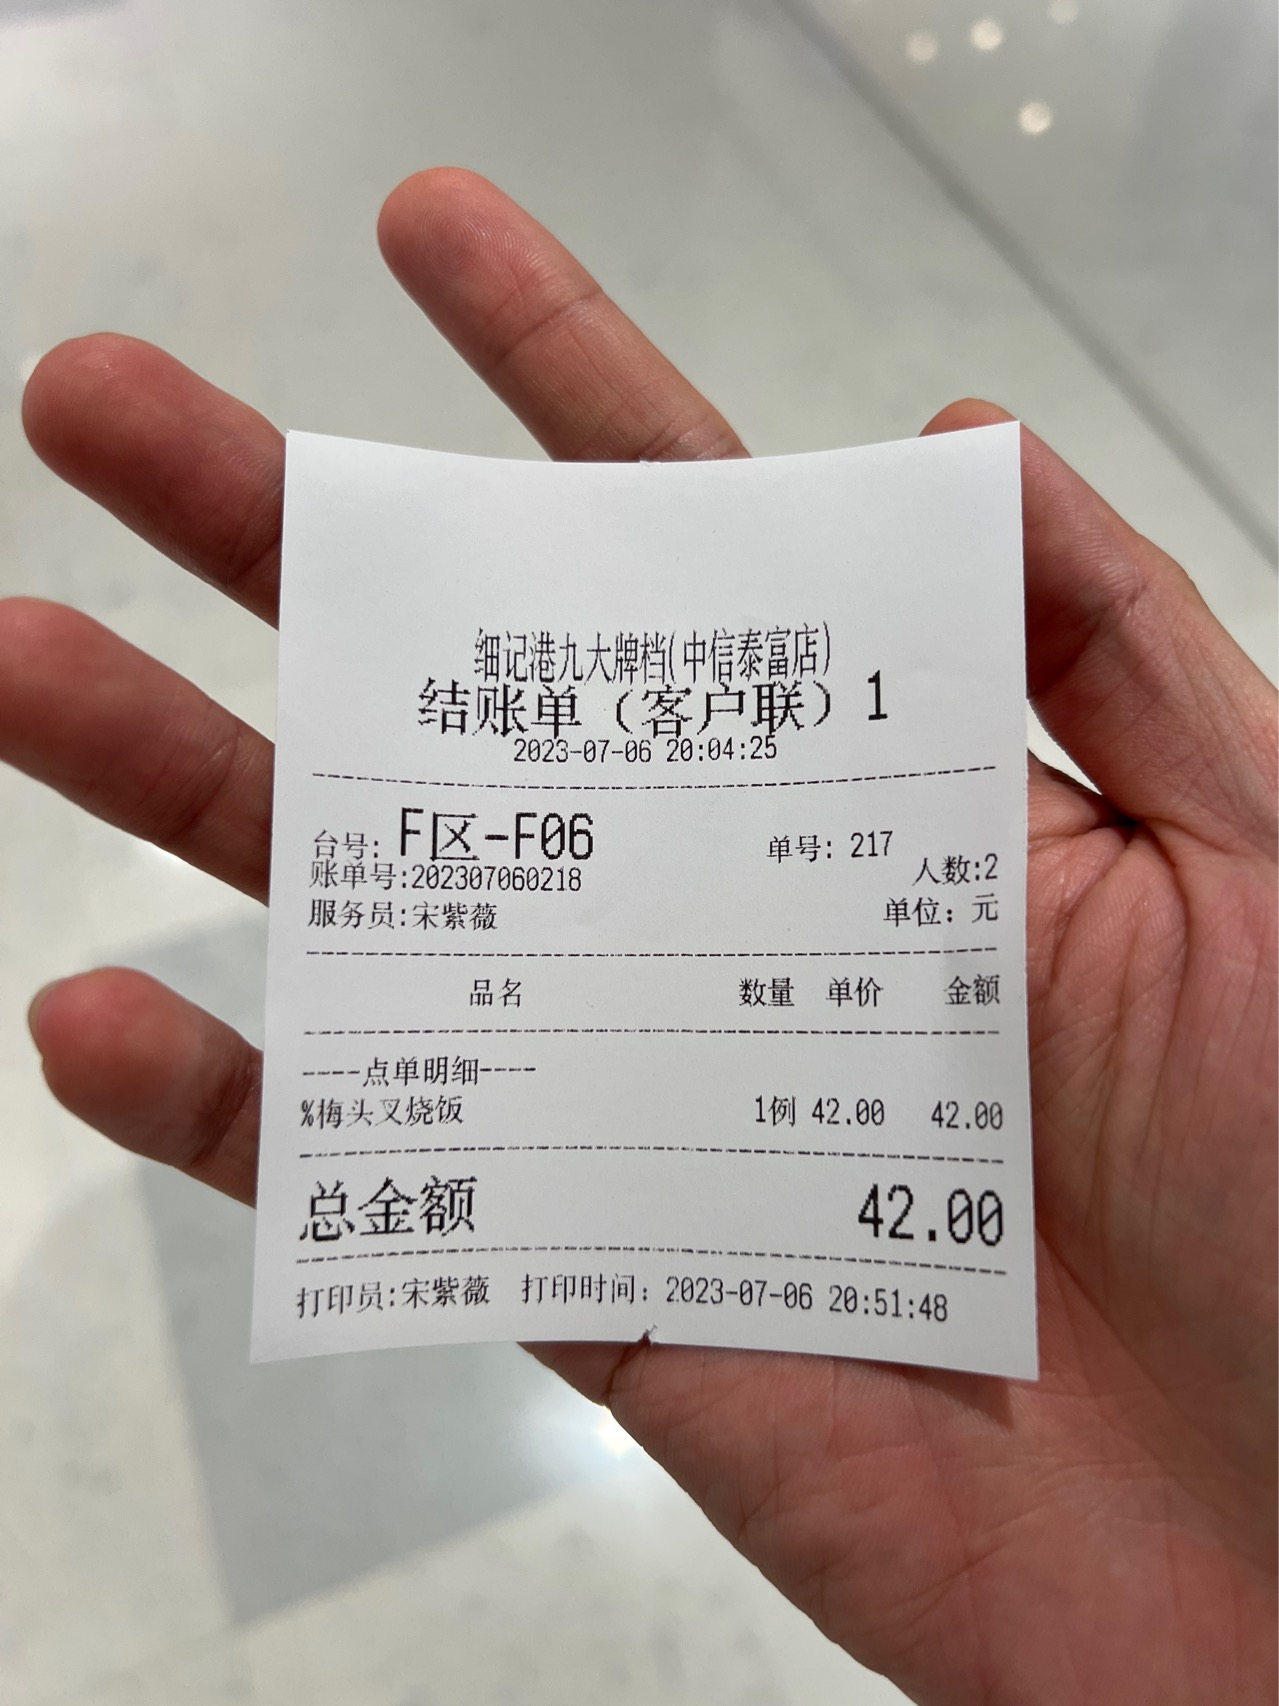 细记港九大牌档(中信泰富店)
结账单（客户联）1
2023-07-06 20:04:25
台号: F区-F06 单号: 217
账单号:202307060218 人数:2
服务员:宋紫薇 单位: 元
品名 数量 单价 金额
----点单明细----
%梅头叉烧饭 1例 42.00 42.00
总金额 42.00
打印员:宋紫薇 打印时间: 2023-07-06 20:51:48